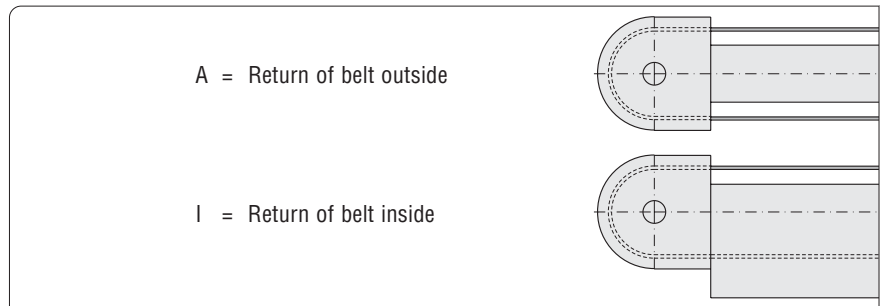 A = Return of belt outside
I = Return of belt inside